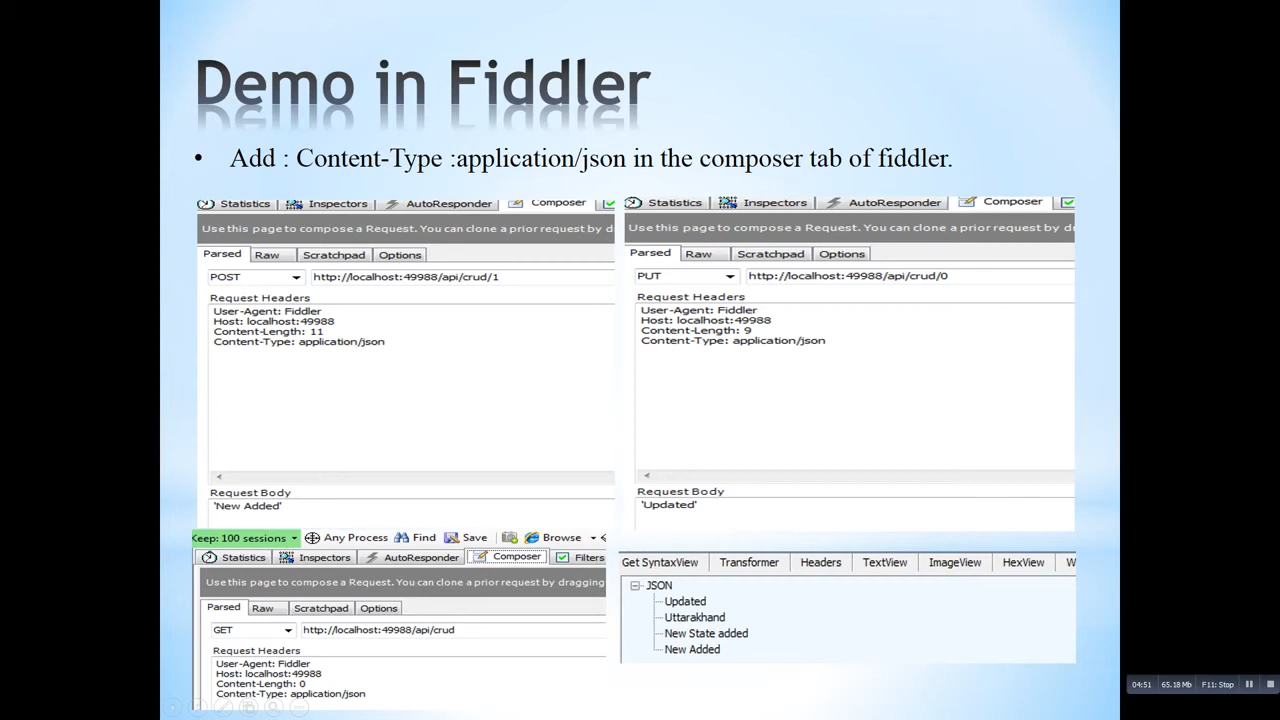 Demo in Fiddler
• Add : Content-Type :application/json in the composer tab of fiddler.
Statistics Inspectors AutoResponder Composer
Use this page to compose a Request. You can clone a prior request by d
Parsed Raw Scratchpad Options
POST http://localhost:49988/api/crud/1
Request Headers
User-Agent: Fiddler
Host: localhost:49988
Content-Length: 11
Content-Type: application/json
Request Body
'New Added'
Statistics Inspectors AutoResponder Composer
Use this page to compose a Request. You can clone a prior request by d
Parsed Raw Scratchpad Options
PUT http://localhost:49988/api/crud/0
Request Headers
User-Agent: Fiddler
Host: localhost:49988
Content-Length: 9
Content-Type: application/json
Request Body
'Updated'
Keep: 100 sessions Any Process Find Save Browse
Statistics Inspectors AutoResponder Composer Filters
Use this page to compose a Request. You can clone a prior request by dragging
Parsed Raw Scratchpad Options
GET http://localhost:49988/api/crud
Request Headers
User-Agent: Fiddler
Host: localhost:49988
Content-Length: 0
Content-Type: application/json
Get SyntaxView Transformer Headers TextView ImageView HexView W
JSON
Updated
Uttarakhand
New State added
New Added
04:51 65.18 Mb F11: Stop